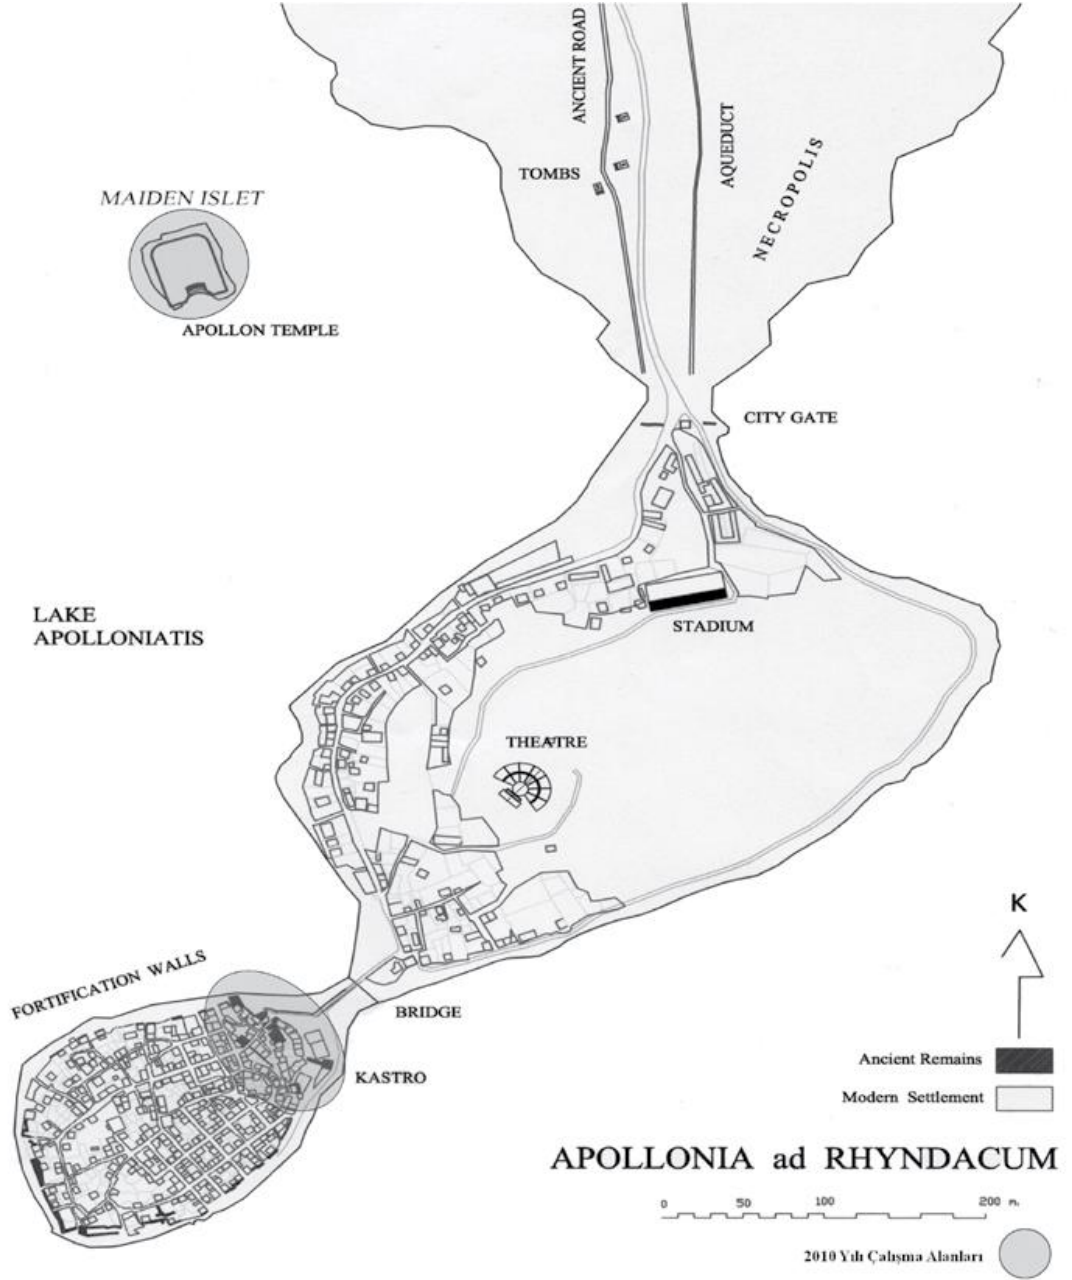 ANCIENT ROAD
AQUEDUCT
TOMBS
NECROPOLIS
MAIDEN ISLET
APOLLON TEMPLE
CITY GATE
LAKE
APOLLONIATIS
STADIUM
THEATRE
FORTIFICATION WALLS
BRIDGE
KASTRO
K
Ancient Remains
Modern Settlement
APOLLONIA ad RHYNDACUM
0 50 100 200 m.
2010 Yılı Çalışma Alanları